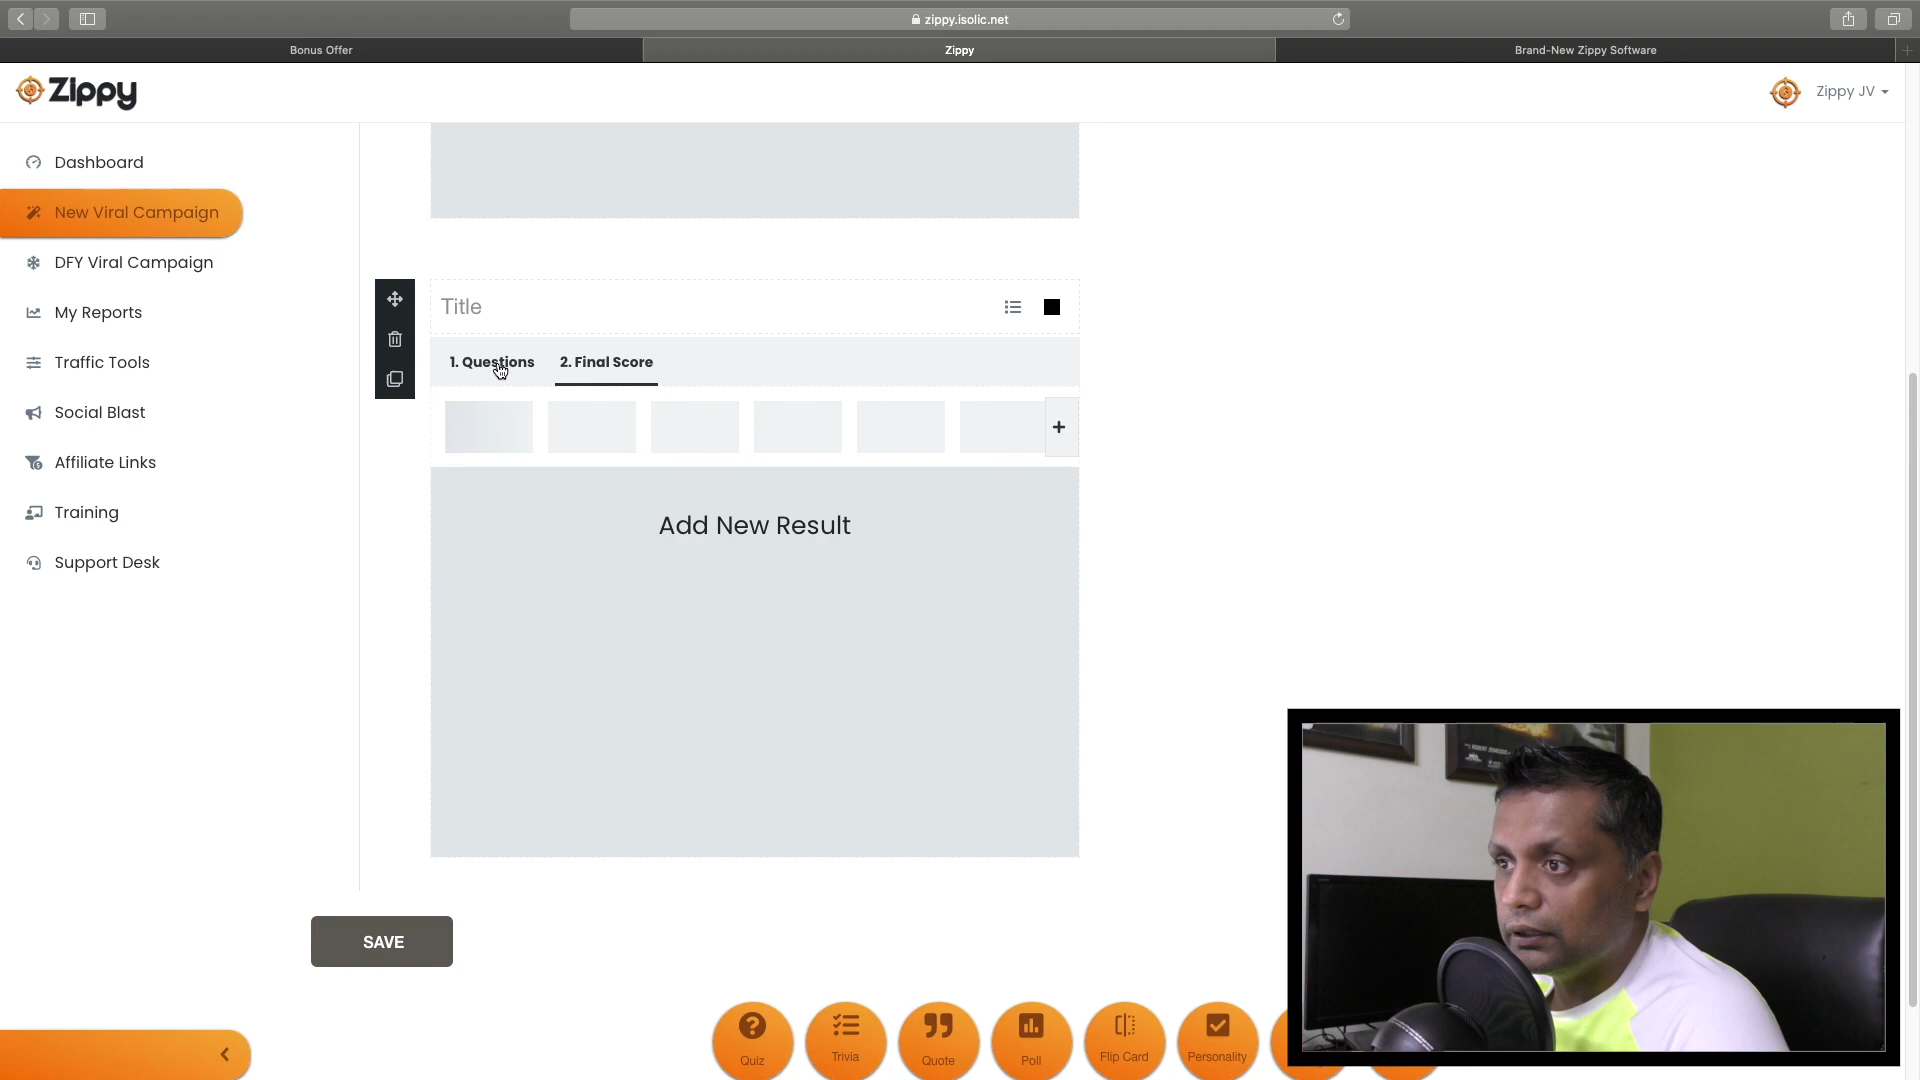 zippy.isolic.net
Bonus Offer
Zippy
Brand-New Zippy Software
Zippy
Zippy JV
Dashboard
New Viral Campaign
DFY Viral Campaign
My Reports
Traffic Tools
Social Blast
Affiliate Links
Training
Support Desk
Title
1. Questions
2. Final Score
+
Add New Result
SAVE
Quiz
Trivia
Quote
Poll
Flip Card
Personality